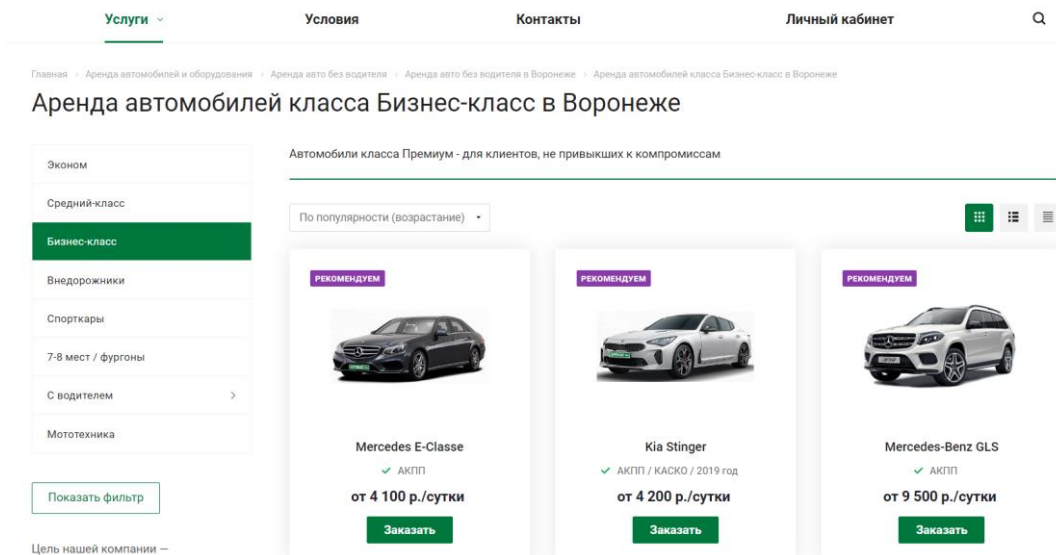 Услуги
Условия
Контакты
Личный кабинет
Главная > Аренда автомобилей и оборудования > Аренда авто без водителя > Аренда авто без водителя в Воронеже > Аренда автомобилей класса Бизнес-класс в Воронеже
Аренда автомобилей класса Бизнес-класс в Воронеже
Эконом
Средний-класс
Бизнес-класс
Внедорожники
Спорткары
7-8 мест / фургоны
С водителем
Мототехника
Показать фильтр
Цель нашей компании —
Автомобили класса Премиум - для клиентов, не привыкших к компромиссам
По популярности (возрастание)
РЕКОМЕНДУЕМ
Mercedes E-Classe
АКПП
от 4 100 р./сутки
Заказать
РЕКОМЕНДУЕМ
Kia Stinger
АКПП / КАСКО / 2019 год
от 4 200 р./сутки
Заказать
РЕКОМЕНДУЕМ
Mercedes-Benz GLS
АКПП
от 9 500 р./сутки
Заказать